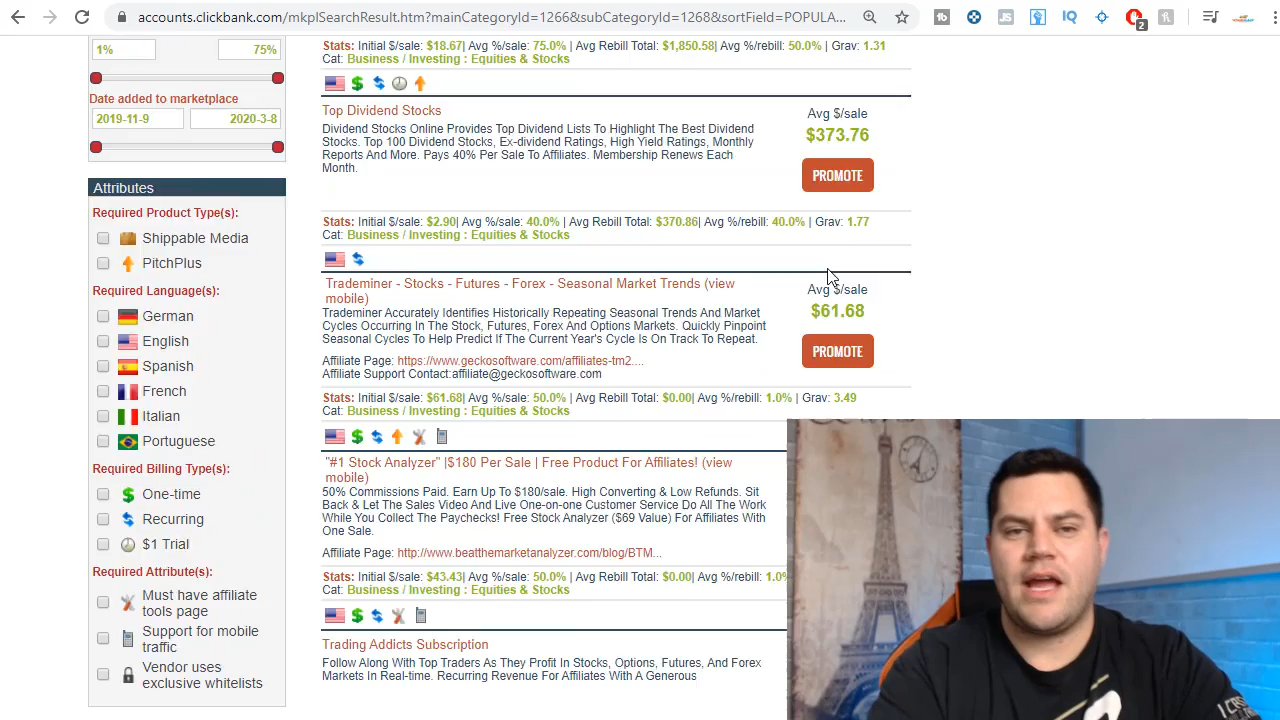 accounts.clickbank.com/mkplSearchResult.htm?mainCategoryId=1266&subCategoryId=1268&sortField=POPULA...
2
1%
75%
Date added to marketplace
2019-11-9
2020-3-8
Attributes
Required Product Type(s):
Shippable Media
PitchPlus
Required Language(s):
German
English
Spanish
French
Italian
Portuguese
Required Billing Type(s):
One-time
Recurring
$1 Trial
Required Attribute(s):
Must have affiliate
tools page
Support for mobile
traffic
Vendor uses
exclusive whitelists
Stats: Initial $/sale: $18.67| Avg %/sale: 75.0% | Avg Rebill Total: $1,850.58| Avg %/rebill: 50.0% | Grav: 1.31
Cat: Business / Investing : Equities & Stocks
Top Dividend Stocks
Dividend Stocks Online Provides Top Dividend Lists To Highlight The Best Dividend
Stocks. Top 100 Dividend Stocks, Ex-dividend Ratings, High Yield Ratings, Monthly
Reports And More. Pays 40% Per Sale To Affiliates. Membership Renews Each
Month.
Avg $/sale
$373.76
PROMOTE
Stats: Initial $/sale: $2.90| Avg %/sale: 40.0% | Avg Rebill Total: $370.86| Avg %/rebill: 40.0% | Grav: 1.77
Cat: Business / Investing : Equities & Stocks
Trademiner - Stocks - Futures - Forex - Seasonal Market Trends (view
mobile)
Trademiner Accurately Identifies Historically Repeating Seasonal Trends And Market
Cycles Occurring In The Stock, Futures, Forex And Options Markets. Quickly Pinpoint
Seasonal Cycles To Help Predict If The Current Year's Cycle Is On Track To Repeat.
Affiliate Page: https://www.geckosoftware.com/affiliates-tm2....
Affiliate Support Contact:affiliate@geckosoftware.com
Avg $/sale
$61.68
PROMOTE
Stats: Initial $/sale: $61.68| Avg %/sale: 50.0% | Avg Rebill Total: $0.00| Avg %/rebill: 1.0% | Grav: 3.49
Cat: Business / Investing : Equities & Stocks
"#1 Stock Analyzer" |$180 Per Sale | Free Product For Affiliates! (view
mobile)
50% Commissions Paid. Earn Up To $180/sale. High Converting & Low Refunds. Sit
Back & Let The Sales Video And Live One-on-one Customer Service Do All The Work
While You Collect The Paychecks! Free Stock Analyzer ($69 Value) For Affiliates With
One Sale.
Affiliate Page: http://www.beatthemarketanalyzer.com/blog/BTM...
Stats: Initial $/sale: $43.43| Avg %/sale: 50.0% | Avg Rebill Total: $0.00| Avg %/rebill: 1.0%
Cat: Business / Investing : Equities & Stocks
Trading Addicts Subscription
Follow Along With Top Traders As They Profit In Stocks, Options, Futures, And Forex
Markets In Real-time. Recurring Revenue For Affiliates With A Generous